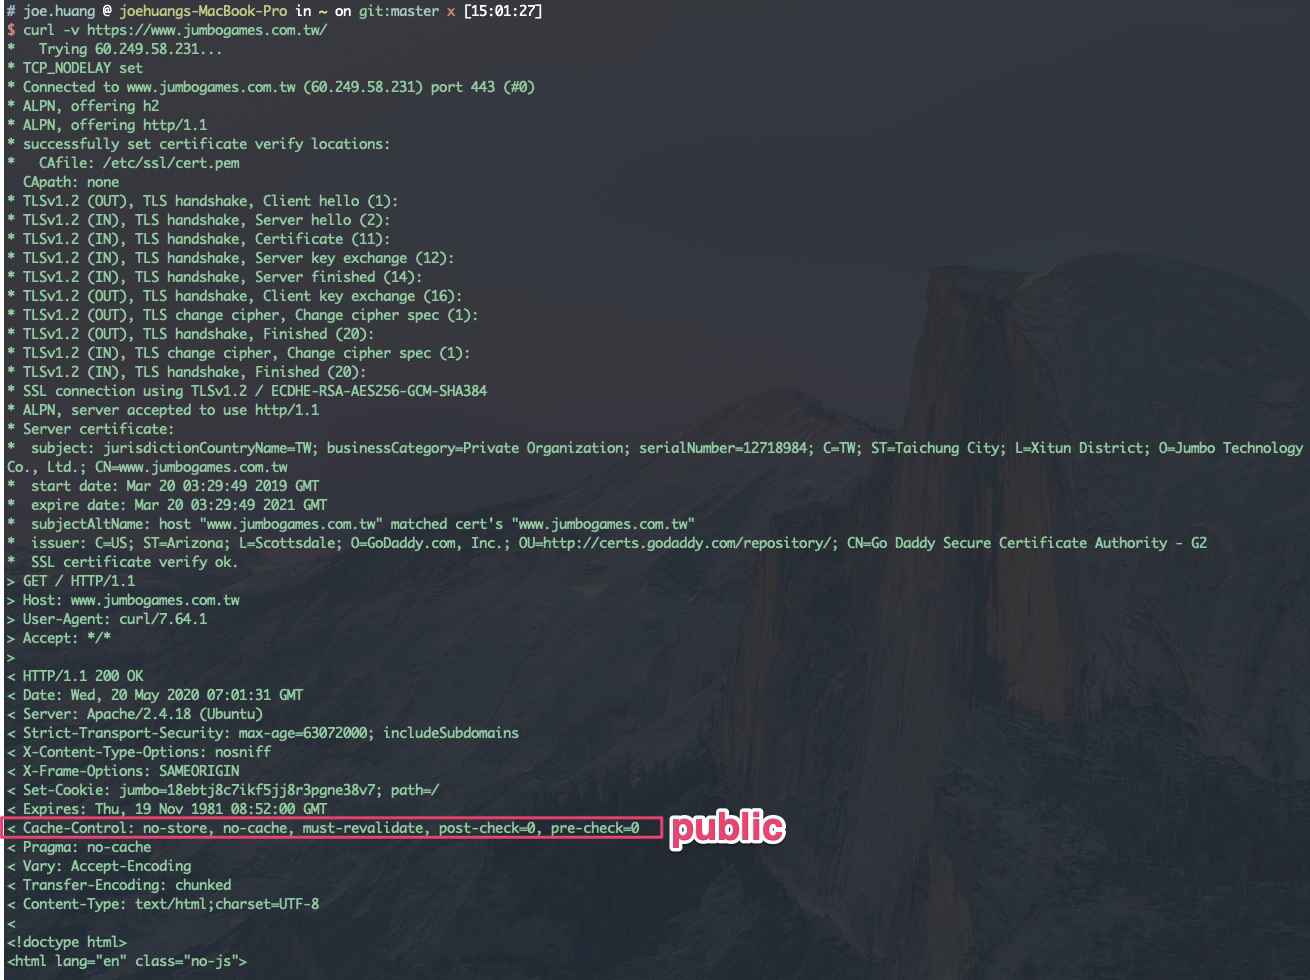 # joe.huang @ joehuangs-MacBook-Pro in ~ on git:master x [15:01:27]
$ curl -v https://www.jumbogames.com.tw/
*   Trying 60.249.58.231...
* TCP_NODELAY set
* Connected to www.jumbogames.com.tw (60.249.58.231) port 443 (#0)
* ALPN, offering h2
* ALPN, offering http/1.1
* successfully set certificate verify locations:
*   CAfile: /etc/ssl/cert.pem
  CApath: none
* TLSv1.2 (OUT), TLS handshake, Client hello (1):
* TLSv1.2 (IN), TLS handshake, Server hello (2):
* TLSv1.2 (IN), TLS handshake, Certificate (11):
* TLSv1.2 (IN), TLS handshake, Server key exchange (12):
* TLSv1.2 (IN), TLS handshake, Server finished (14):
* TLSv1.2 (OUT), TLS handshake, Client key exchange (16):
* TLSv1.2 (OUT), TLS change cipher, Change cipher spec (1):
* TLSv1.2 (OUT), TLS handshake, Finished (20):
* TLSv1.2 (IN), TLS change cipher, Change cipher spec (1):
* TLSv1.2 (IN), TLS handshake, Finished (20):
* SSL connection using TLSv1.2 / ECDHE-RSA-AES256-GCM-SHA384
* ALPN, server accepted to use http/1.1
* Server certificate:
*  subject: jurisdictionCountryName=TW; businessCategory=Private Organization; serialNumber=12718984; C=TW; ST=Taichung City; L=Xitun District; O=Jumbo Technology
Co., Ltd.; CN=www.jumbogames.com.tw
*  start date: Mar 20 03:29:49 2019 GMT
*  expire date: Mar 20 03:29:49 2021 GMT
*  subjectAltName: host "www.jumbogames.com.tw" matched cert's "www.jumbogames.com.tw"
*  issuer: C=US; ST=Arizona; L=Scottsdale; O=GoDaddy.com, Inc.; OU=http://certs.godaddy.com/repository/; CN=Go Daddy Secure Certificate Authority - G2
*  SSL certificate verify ok.
> GET / HTTP/1.1
> Host: www.jumbogames.com.tw
> User-Agent: curl/7.64.1
> Accept: */*
>
< HTTP/1.1 200 OK
< Date: Wed, 20 May 2020 07:01:31 GMT
< Server: Apache/2.4.18 (Ubuntu)
< Strict-Transport-Security: max-age=63072000; includeSubdomains
< X-Content-Type-Options: nosniff
< X-Frame-Options: SAMEORIGIN
< Set-Cookie: jumbo=18ebtj8c7ikf5jj8r3pgne38v7; path=/
< Expires: Thu, 19 Nov 1981 08:52:00 GMT
< Cache-Control: no-store, no-cache, must-revalidate, post-check=0, pre-check=0 public
< Pragma: no-cache
< Vary: Accept-Encoding
< Transfer-Encoding: chunked
< Content-Type: text/html;charset=UTF-8
<
<!doctype html>
<html lang="en" class="no-js">